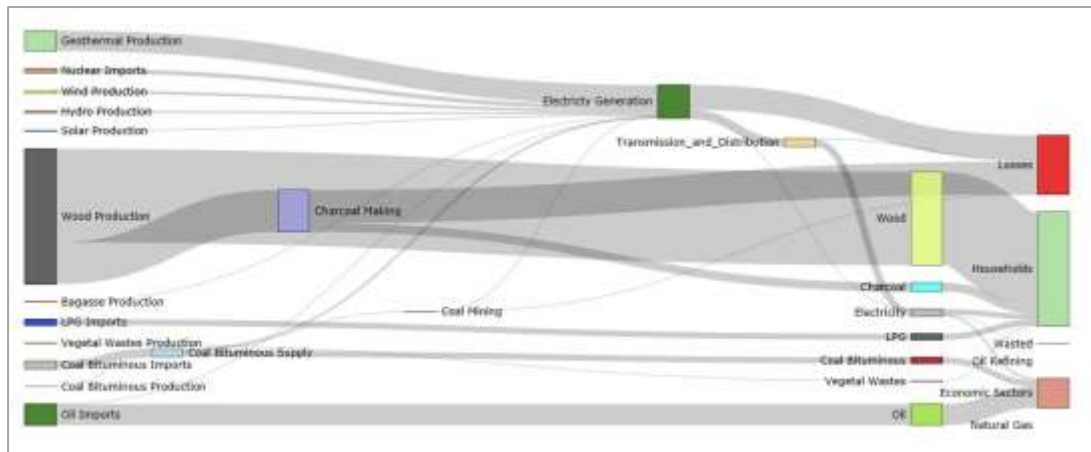 Geothermal Production
Nuclear Imports
Wind Production
Hydro Production
Solar Production
Electricty Generation
Transmission_and_Distribution
Losses
Wood Production
Charcoal Making
Wood
Households
Bagasse Production
Charcoal
LPG Imports
Coal Mining
Electricity
Vegetal Wastes Production
LPG
Wasted
Coal Bituminous Supply
Coal Bituminous Imports
Coal Bituminous
Oil Refining
Coal Bituminous Production
Vegetal Wastes
Economic Sectors
Oil Imports
Oil
Natural Gas